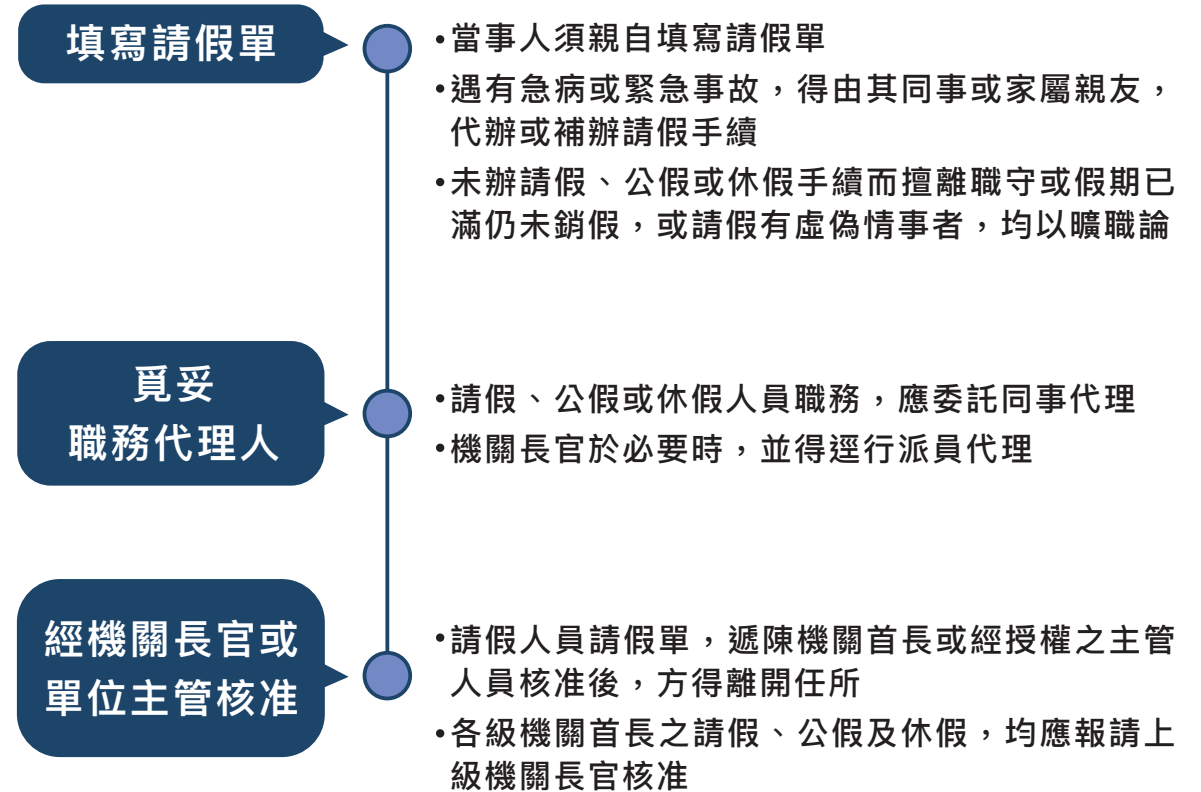 填寫請假單
•當事人須親自填寫請假單
•遇有急病或緊急事故，得由其同事或家屬親友，
代辦或補辦請假手續
•未辦請假、公假或休假手續而擅離職守或假期已
滿仍未銷假，或請假有虛偽情事者，均以曠職論
覓妥
職務代理人
•請假、公假或休假人員職務，應委託同事代理
•機關長官於必要時，並得逕行派員代理
經機關長官或
單位主管核准
•請假人員請假單，遞陳機關首長或經授權之主管
人員核准後，方得離開任所
•各級機關首長之請假、公假及休假，均應報請上
級機關長官核准